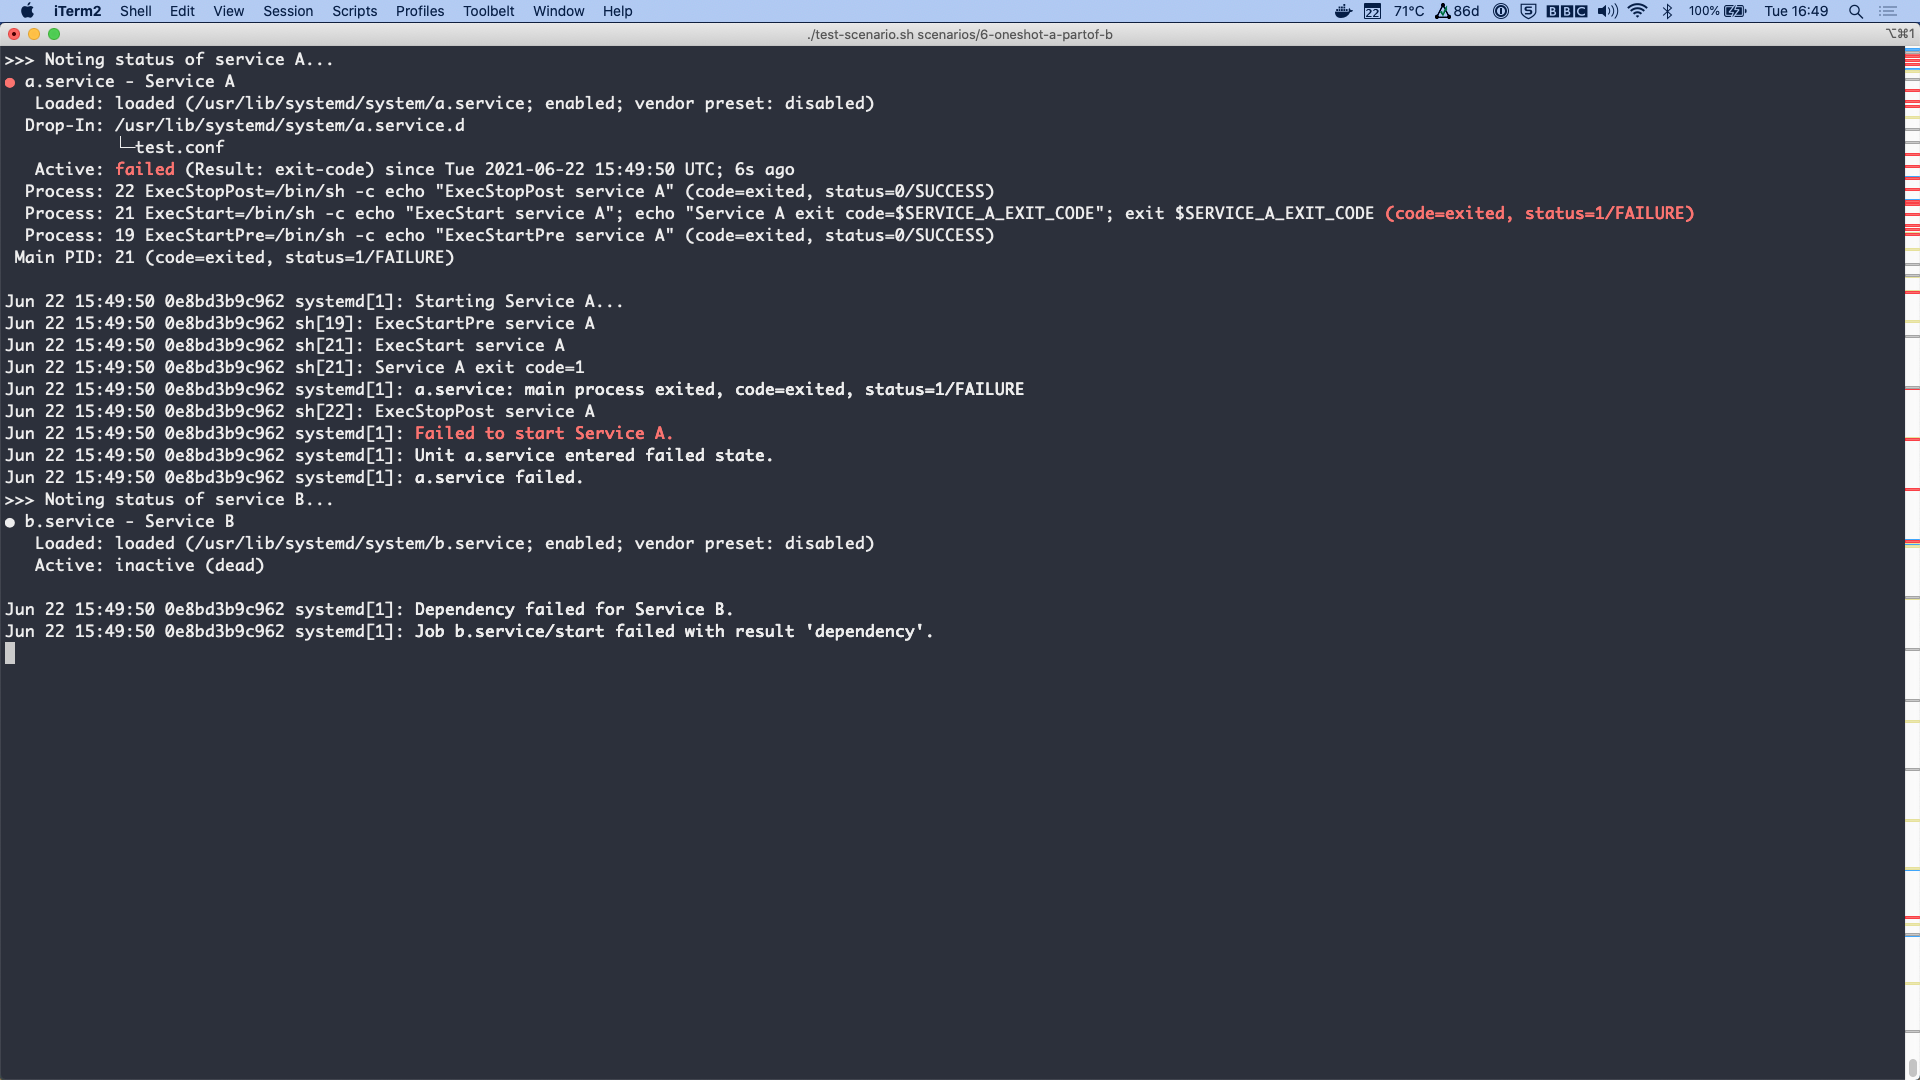 iTerm2 Shell Edit View Session Scripts Profiles Toolbelt Window Help 22 71°C 86d BBC 100% Tue 16:49
./test-scenario.sh scenarios/6-oneshot-a-partof-b ⌥⌘1
>>> Noting status of service A...
● a.service - Service A
Loaded: loaded (/usr/lib/systemd/system/a.service; enabled; vendor preset: disabled)
Drop-In: /usr/lib/systemd/system/a.service.d
└─test.conf
Active: failed (Result: exit-code) since Tue 2021-06-22 15:49:50 UTC; 6s ago
Process: 22 ExecStopPost=/bin/sh -c echo "ExecStopPost service A" (code=exited, status=0/SUCCESS)
Process: 21 ExecStart=/bin/sh -c echo "ExecStart service A"; echo "Service A exit code=$SERVICE_A_EXIT_CODE"; exit $SERVICE_A_EXIT_CODE (code=exited, status=1/FAILURE)
Process: 19 ExecStartPre=/bin/sh -c echo "ExecStartPre service A" (code=exited, status=0/SUCCESS)
Main PID: 21 (code=exited, status=1/FAILURE)
Jun 22 15:49:50 0e8bd3b9c962 systemd[1]: Starting Service A...
Jun 22 15:49:50 0e8bd3b9c962 sh[19]: ExecStartPre service A
Jun 22 15:49:50 0e8bd3b9c962 sh[21]: ExecStart service A
Jun 22 15:49:50 0e8bd3b9c962 sh[21]: Service A exit code=1
Jun 22 15:49:50 0e8bd3b9c962 systemd[1]: a.service: main process exited, code=exited, status=1/FAILURE
Jun 22 15:49:50 0e8bd3b9c962 sh[22]: ExecStopPost service A
Jun 22 15:49:50 0e8bd3b9c962 systemd[1]: Failed to start Service A.
Jun 22 15:49:50 0e8bd3b9c962 systemd[1]: Unit a.service entered failed state.
Jun 22 15:49:50 0e8bd3b9c962 systemd[1]: a.service failed.
>>> Noting status of service B...
● b.service - Service B
Loaded: loaded (/usr/lib/systemd/system/b.service; enabled; vendor preset: disabled)
Active: inactive (dead)
Jun 22 15:49:50 0e8bd3b9c962 systemd[1]: Dependency failed for Service B.
Jun 22 15:49:50 0e8bd3b9c962 systemd[1]: Job b.service/start failed with result 'dependency'.